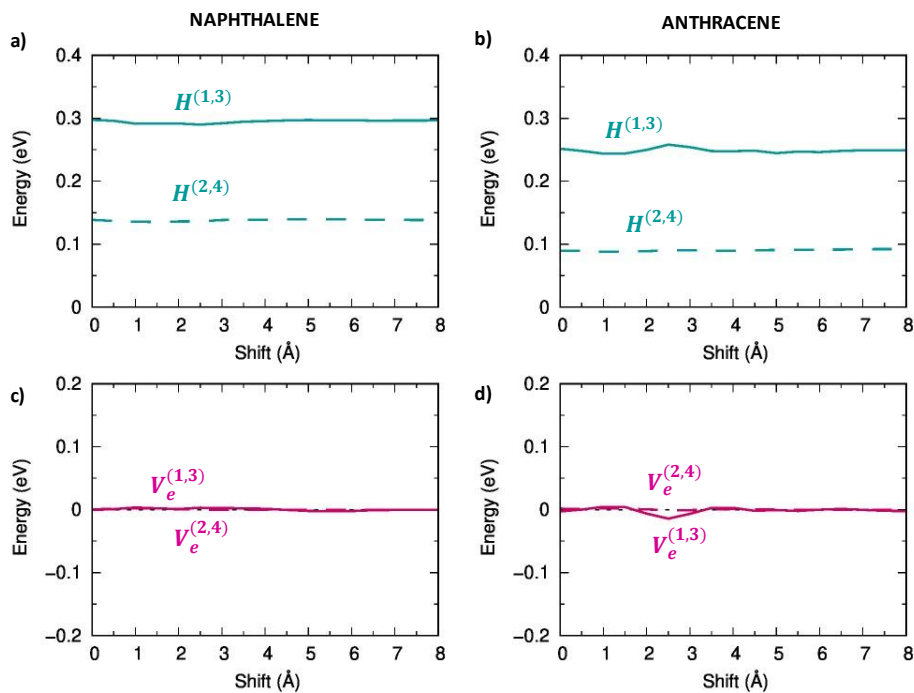 NAPHTHALENE
ANTHRACENE
a)
0.4
0.3
0.2
0.1
0
Energy (eV)
H(1,3)
H(2,4)
0 1 2 3 4 5 6 7 8
Shift (Å)
b)
0.4
0.3
0.2
0.1
0
Energy (eV)
H(1,3)
H(2,4)
0 1 2 3 4 5 6 7 8
Shift (Å)
c)
0.2
0.1
0
−0.1
−0.2
Energy (eV)
Ve(1,3)
Ve(2,4)
0 1 2 3 4 5 6 7 8
Shift (Å)
d)
0.2
0.1
0
−0.1
−0.2
Energy (eV)
Ve(2,4)
Ve(1,3)
0 1 2 3 4 5 6 7 8
Shift (Å)